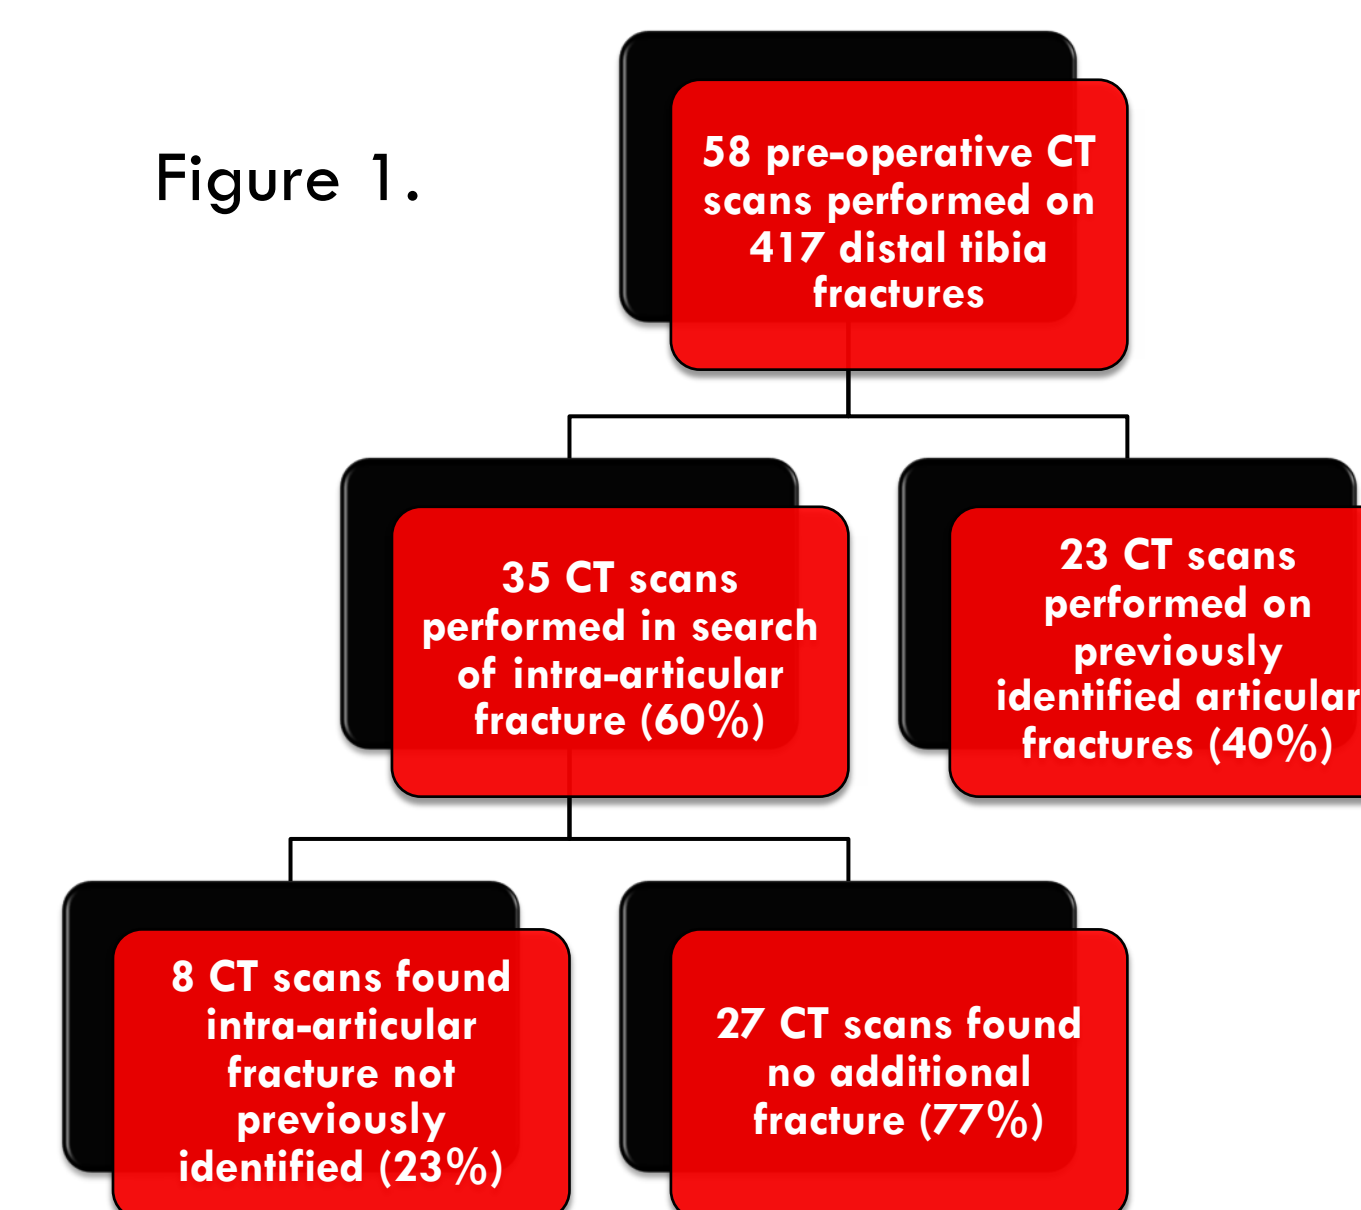 Figure 1.
58 pre-operative CT
scans performed on
417 distal tibia
fractures
35 CT scans
performed in search
of intra-articular
fracture (60%)
23 CT scans
performed on
previously
identified articular
fractures (40%)
8 CT scans found
intra-articular
fracture not
previously
identified (23%)
27 CT scans found
no additional
fracture (77%)